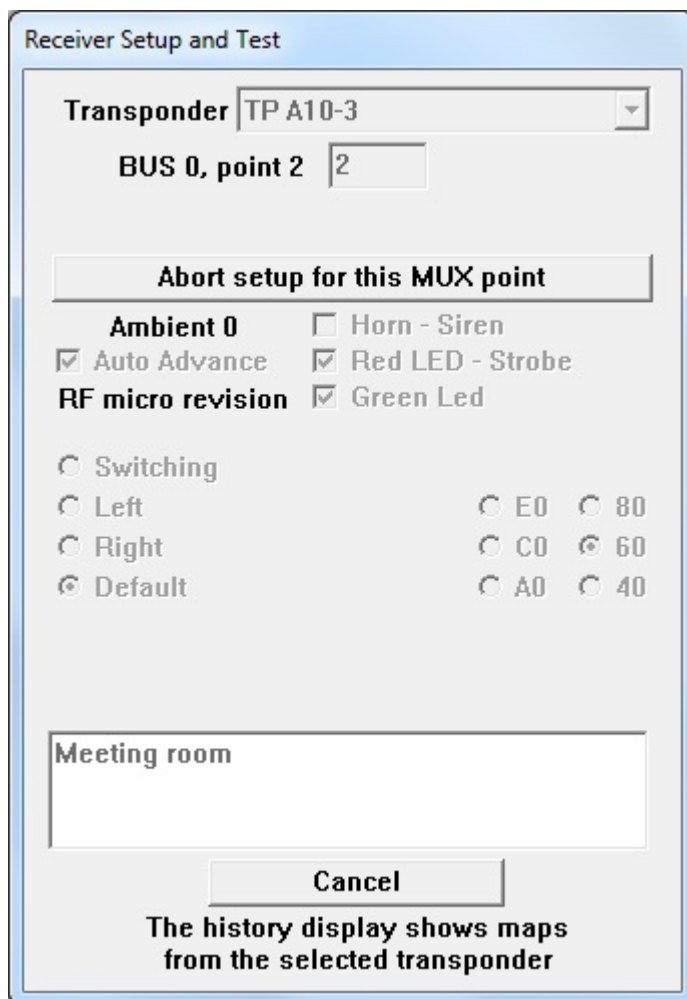 Receiver Setup and Test
Transponder TP A10-3
BUS 0, point 2 2
Abort setup for this MUX point
Ambient 0 Horn - Siren
Auto Advance Red LED - Strobe
RF micro revision Green Led
Switching
Left E0 80
Right C0 60
Default A0 40
Meeting room
Cancel
The history display shows maps
from the selected transponder